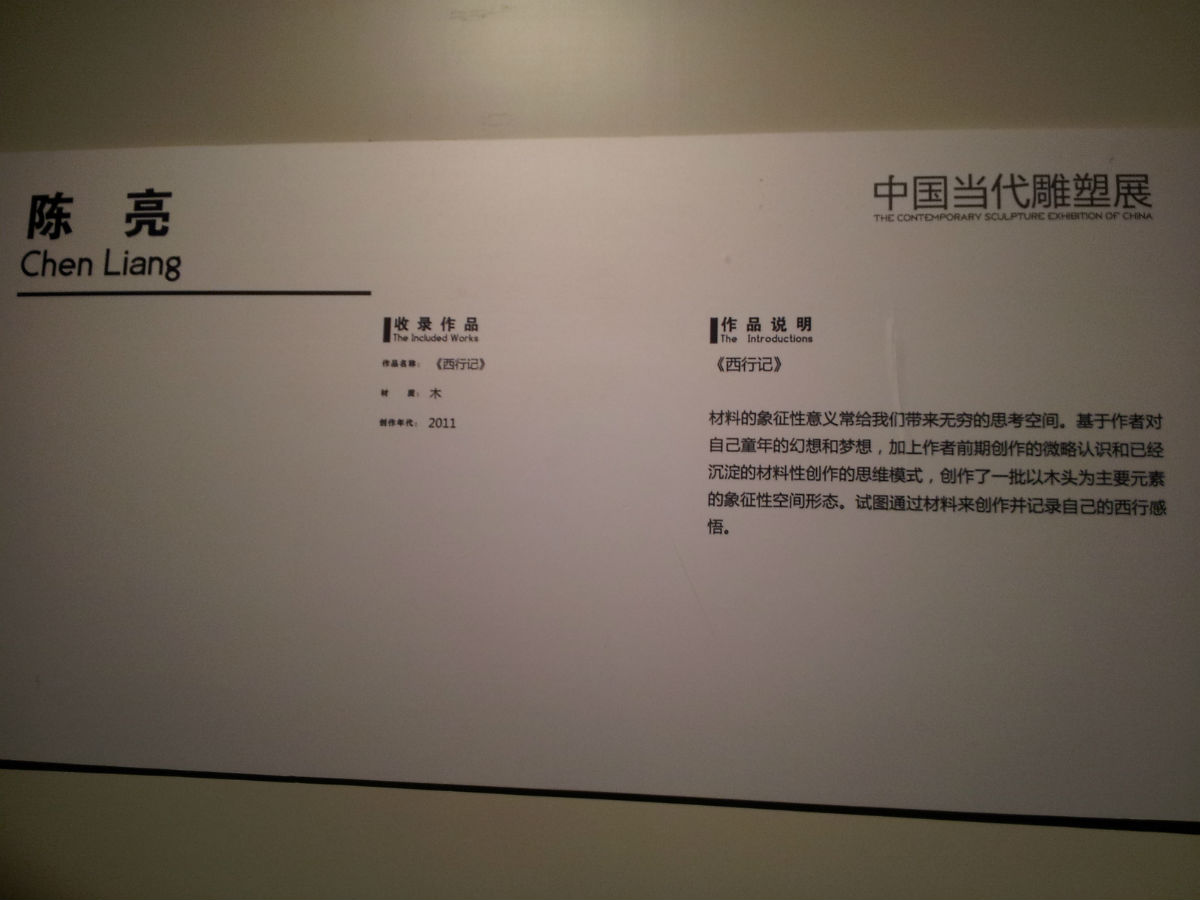 陈 亮
Chen Liang
中国当代雕塑展
THE CONTEMPORARY SCULPTURE EXHIBITION OF CHINA
收录作品
The Included Works
作品名称: 《西行记》
材 质: 木
创作年代: 2011
作品说明
The Introductions
《西行记》
材料的象征性意义常给我们带来无穷的思考空间。基于作者对
自己童年的幻想和梦想，加上作者前期创作的微略认识和已经
沉淀的材料性创作的思维模式，创作了一批以木头为主要元素
的象征性空间形态。试图通过材料来创作并记录自己的西行感
悟。